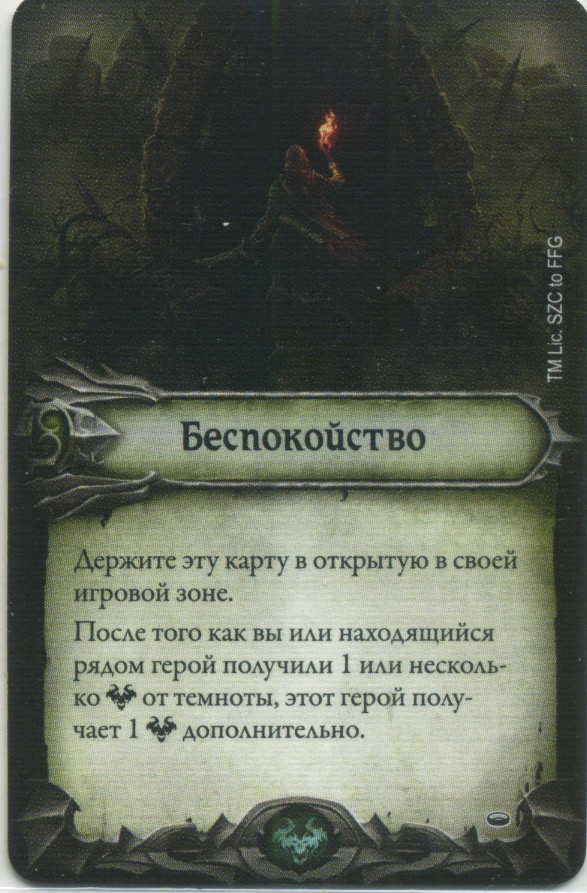 TM Lic. SZC to FFG
Беспокойство
Держите эту карту в открытую в своей
игровой зоне.
После того как вы или находящийся
рядом герой получили 1 или несколь-
ко от темноты, этот герой полу-
чает 1 дополнительно.